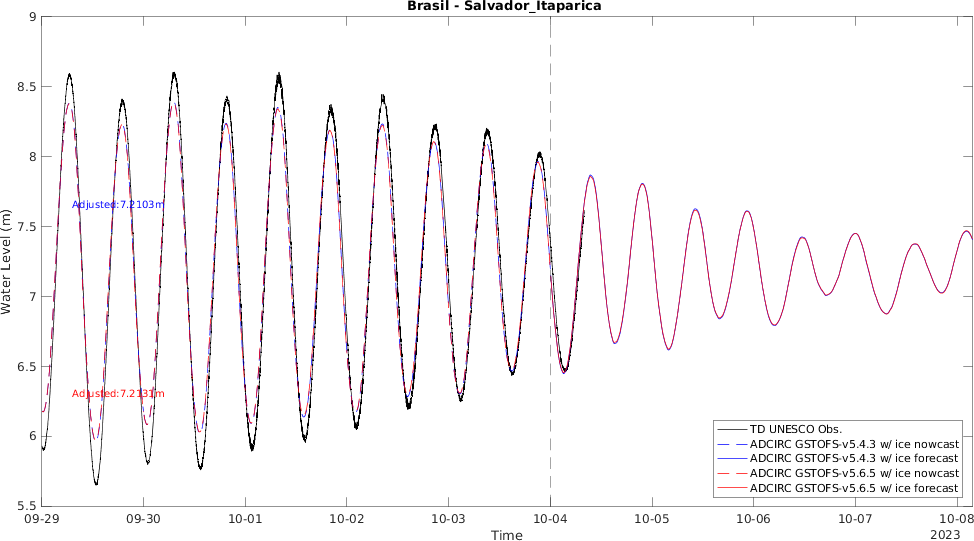 Brasil - Salvador_Itaparica
Water Level (m)
9
8.5
8
7.5
7
6.5
6
5.5
Adjusted:7.2103m
Adjusted:7.2131m
TD UNESCO Obs.
ADCIRC GSTOFS-v5.4.3 w/ ice nowcast
ADCIRC GSTOFS-v5.4.3 w/ ice forecast
ADCIRC GSTOFS-v5.6.5 w/ ice nowcast
ADCIRC GSTOFS-v5.6.5 w/ ice forecast
09-29 09-30 10-01 10-02 10-03 10-04 10-05 10-06 10-07 10-08
Time
2023